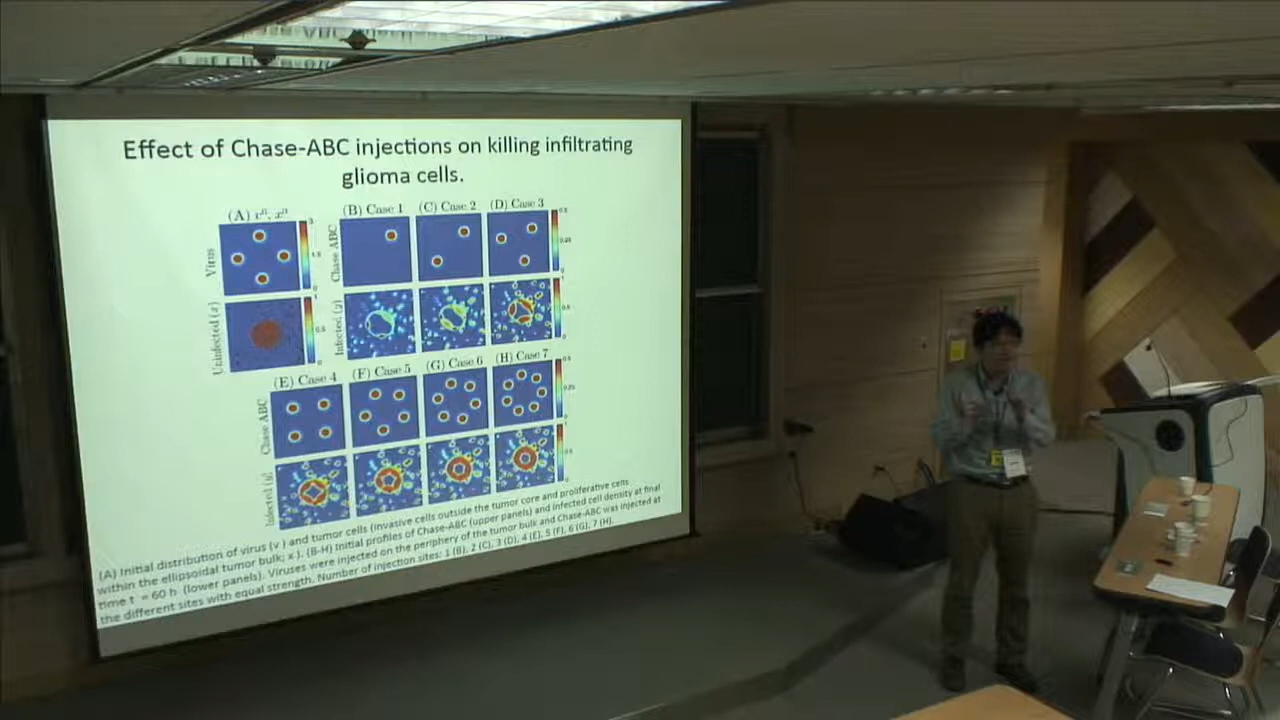 Effect of Chase-ABC injections on killing infiltrating
glioma cells.
(A) v⁰, x⁰
(B) Case 1
(C) Case 2
(D) Case 3
Virus
Chase ABC
Uninfected (x)
Infected (y)
(E) Case 4
(F) Case 5
(G) Case 6
(H) Case 7
Chase ABC
Infected (y)
(A) Initial distribution of virus (v) and tumor cells (invasive cells outside the tumor core and proliferative cells
within the ellipsoidal tumor bulk; x ). (B-H) Initial profiles of Chase-ABC (upper panels) and infected cell density at final
time t = 60 h (lower panels). Viruses were injected on the periphery of the tumor bulk and Chase-ABC was injected at
the different sites with equal strength. Number of injection sites: 1 (B), 2 (C), 3 (D), 4 (E), 5 (F), 6 (G), 7 (H).